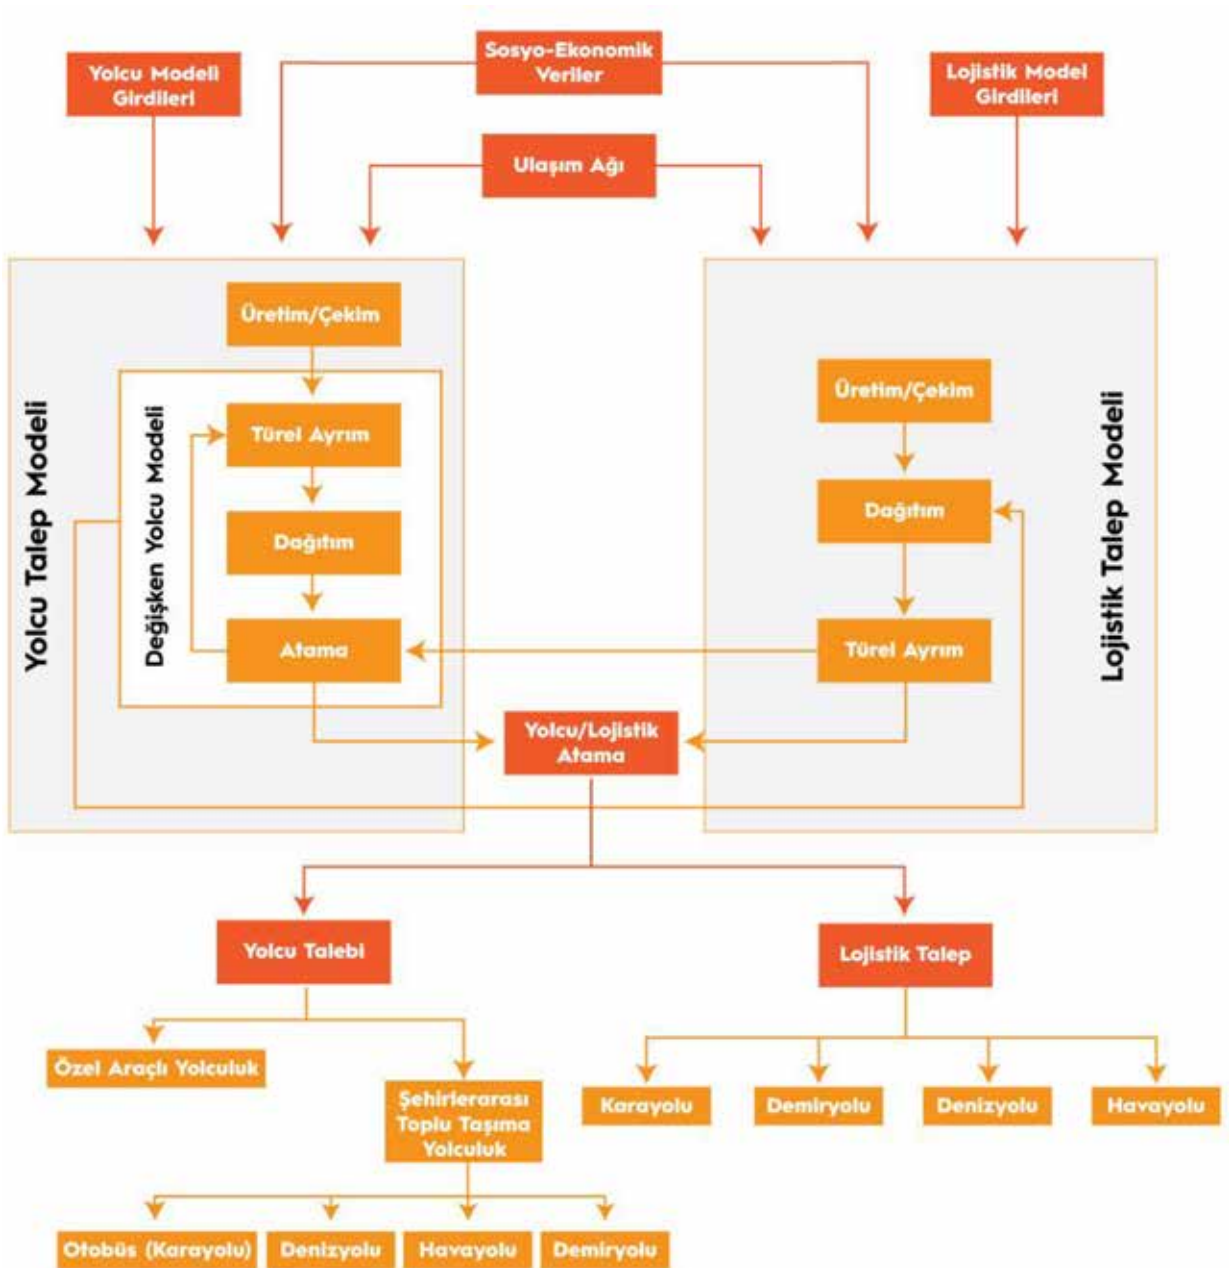 Sosyo-Ekonomik
Veriler
Yolcu Modeli
Girdileri
Lojistik Model
Girdileri
Ulaşım Ağı
Yolcu Talep Modeli
Üretim/Çekim
Değişken Yolcu Modeli
Türel Ayrım
Dağıtım
Atama
Üretim/Çekim
Dağıtım
Türel Ayrım
Lojistik Talep Modeli
Yolcu/Lojistik
Atama
Yolcu Talebi
Lojistik Talep
Özel Araçlı Yolculuk
Şehirlerarası
Toplu Taşıma
Yolculuk
Karayolu
Demiryolu
Denizyolu
Havayolu
Otobüs (Karayolu)
Denizyolu
Havayolu
Demiryolu